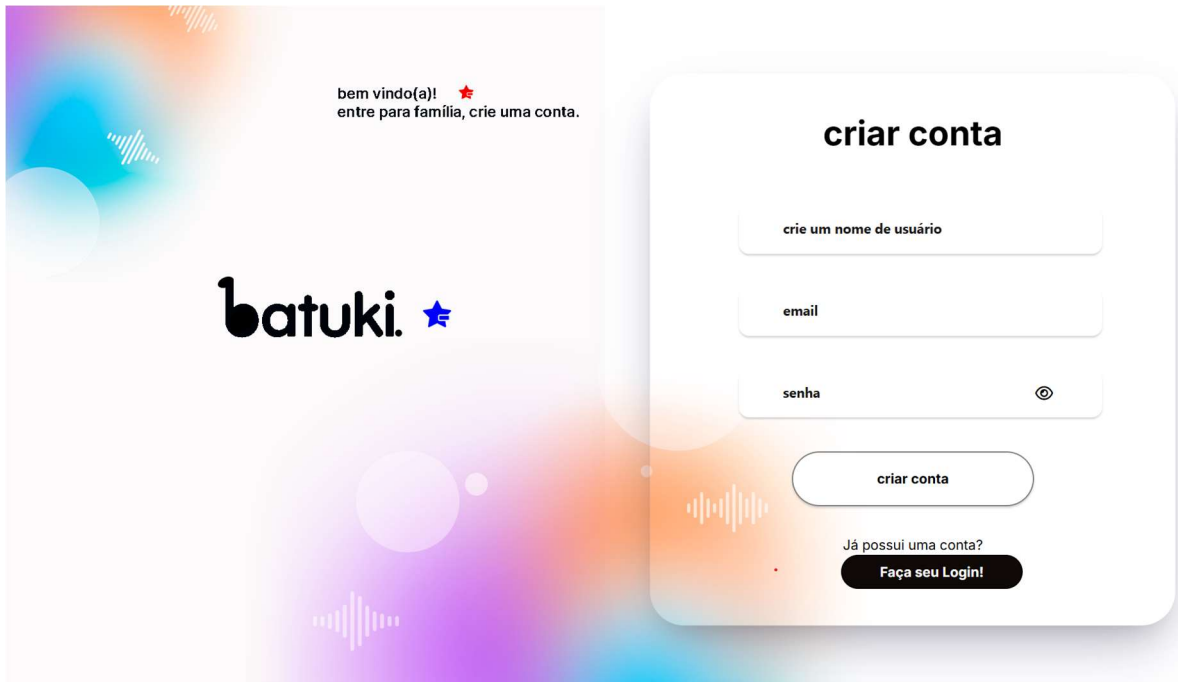 bem vindo(a)!
entre para família, crie uma conta.
batuki.
criar conta
crie um nome de usuário
email
senha
criar conta
Já possui uma conta?
Faça seu Login!